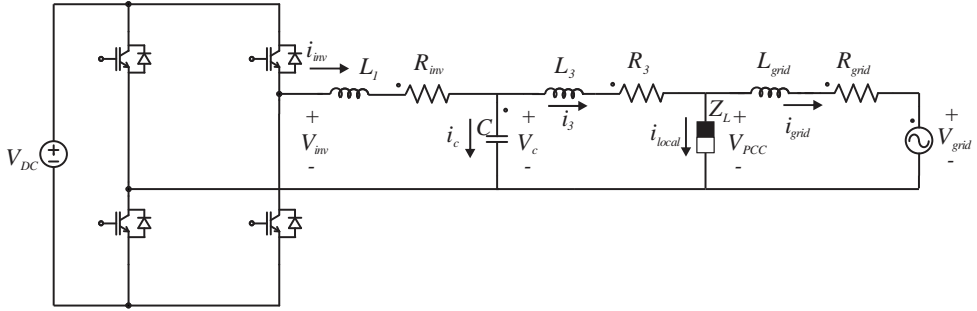 i_inv
L_1
R_inv
L_3
R_3
L_grid
R_grid
V_DC
+
V_inv
-
i_c
C
+
V_c
-
i_3
i_local
Z_L
+
V_PCC
-
i_grid
+
V_grid
-